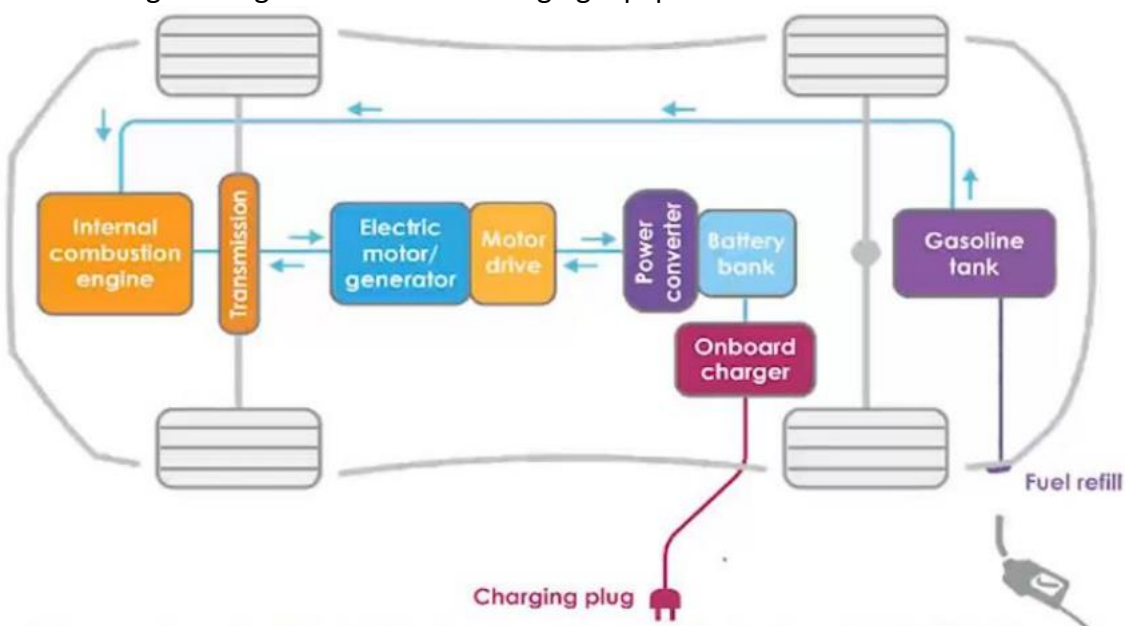 Internal
combustion
engine
Transmission
Electric
motor/
generator
Motor
drive
Power
converter
Battery
bank
Gasoline
tank
Onboard
charger
Fuel refill
Charging plug